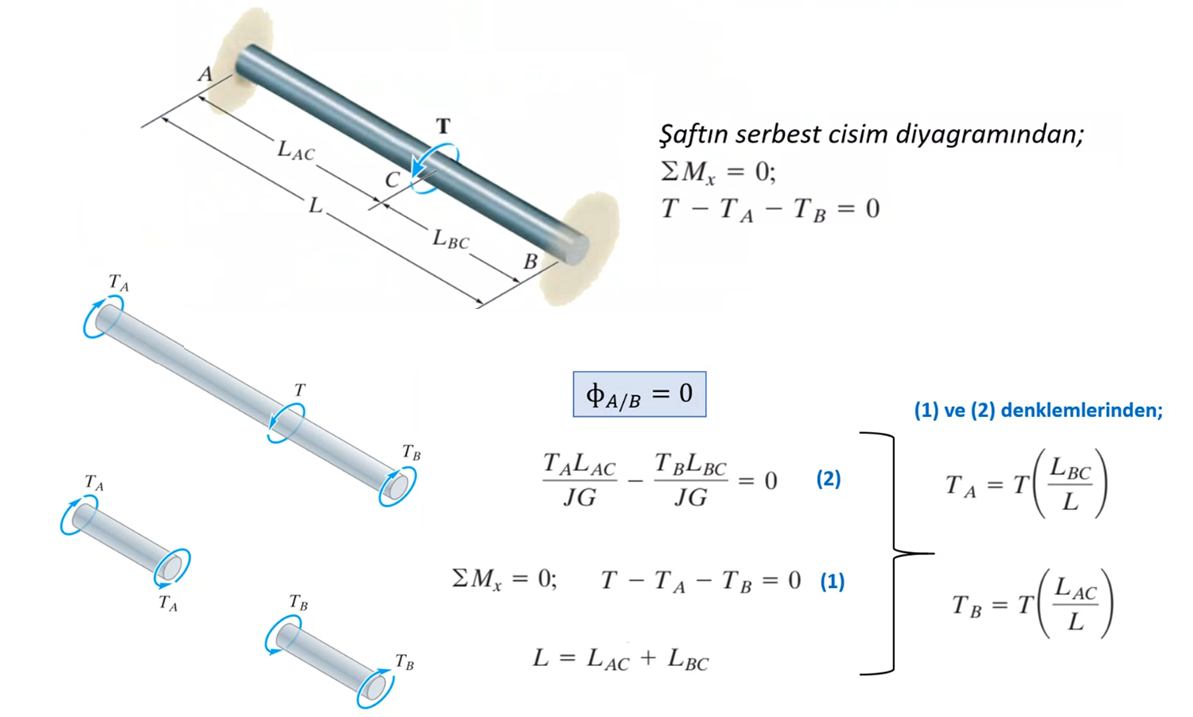 A
T
L_AC
C
L
L_BC
B
Şaftın serbest cisim diyagramından;
ΣM_x = 0;
T − T_A − T_B = 0
T_A
T
T_B
T_A
T_A
T_B
T_B
ϕ_A/B = 0
T_A L_AC / JG − T_B L_BC / JG = 0 (2)
ΣM_x = 0; T − T_A − T_B = 0 (1)
L = L_AC + L_BC
(1) ve (2) denklemlerinden;
T_A = T(L_BC / L)
T_B = T(L_AC / L)